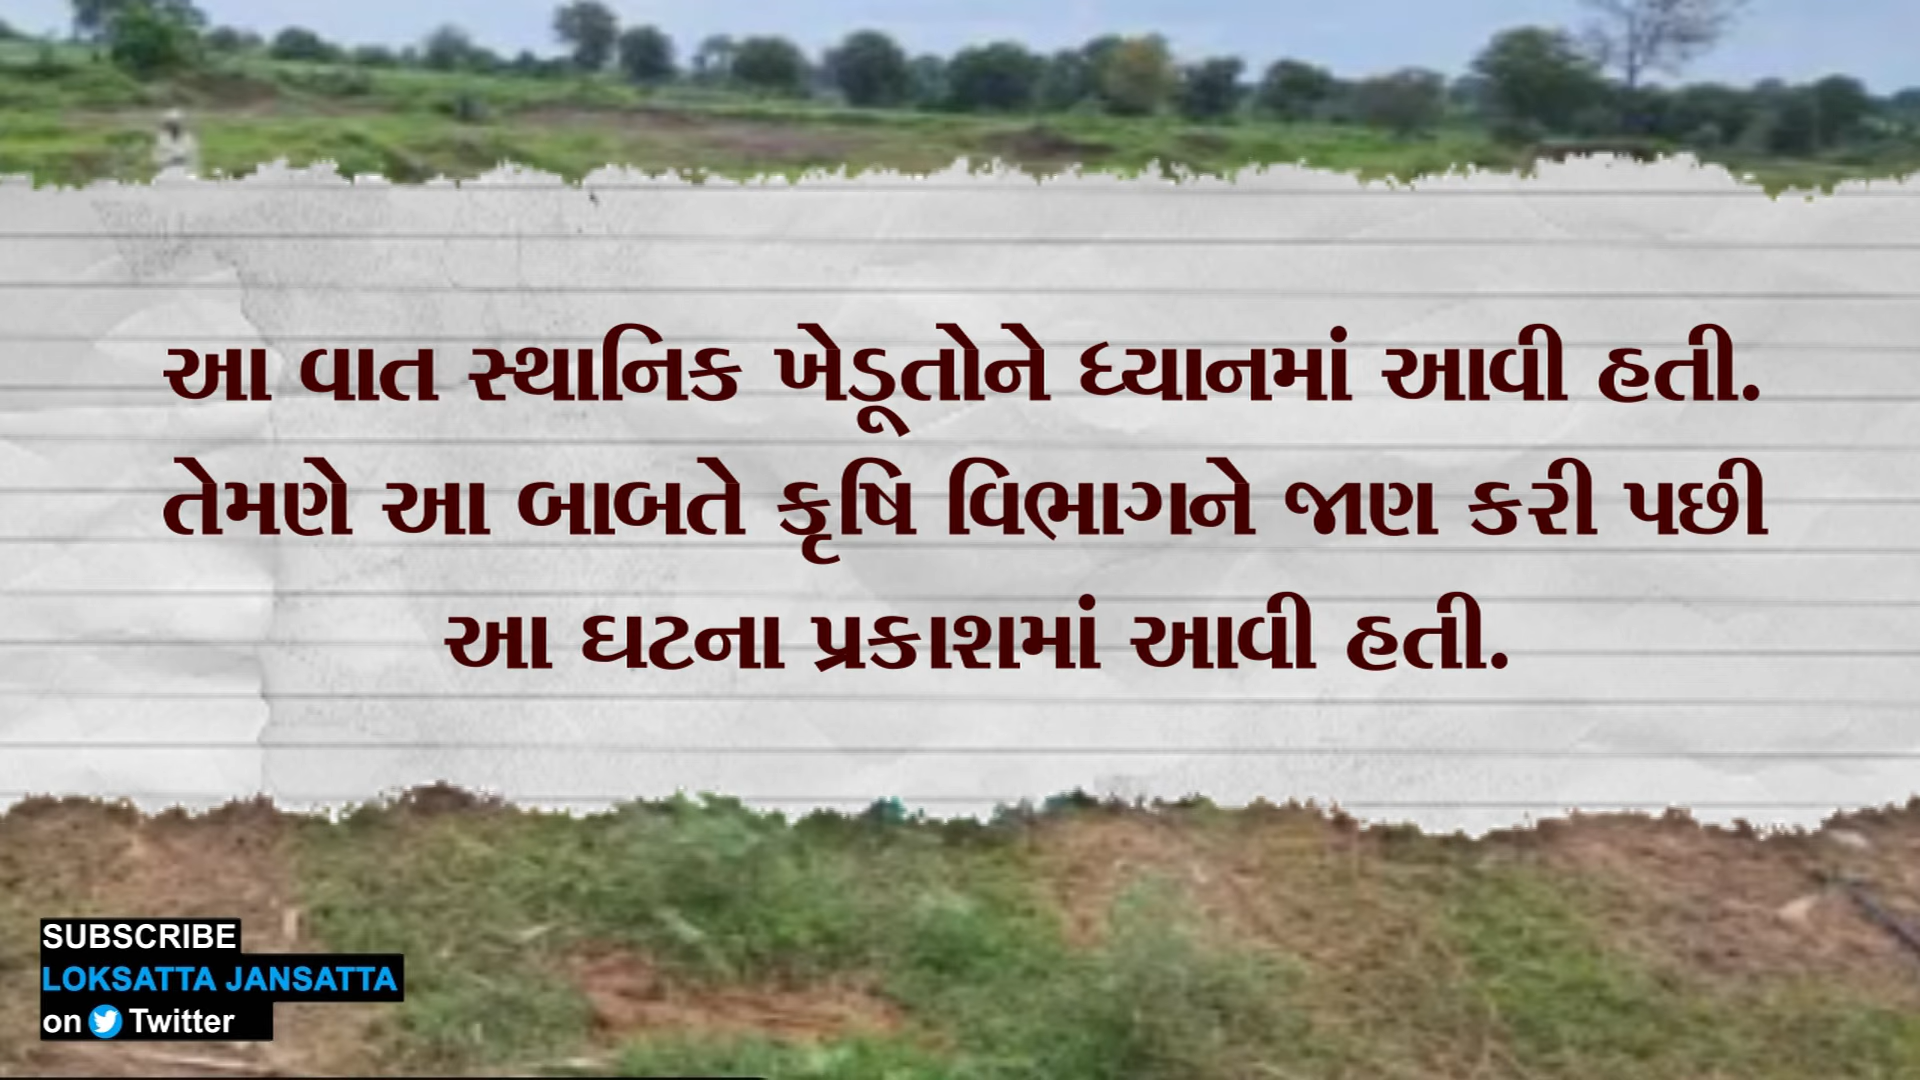 આ વાત સ્થાનિક ખેડૂતોને ધ્યાનમાં આવી હતી.
તેમણે આ બાબતે કૃષિ વિભાગને જાણ કરી પછી
આ ઘટના પ્રકાશમાં આવી હતી.
SUBSCRIBE
LOKSATTA JANSATTA
on Twitter